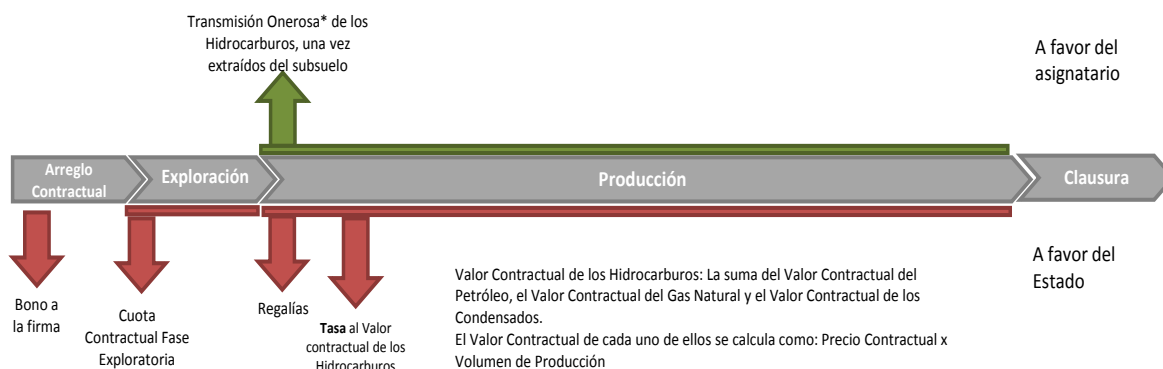 Transmisión Onerosa* de los
Hidrocarburos, una vez
extraídos del subsuelo
A favor del
asignatario
Arreglo
Contractual
Exploración
Producción
Clausura
Bono a
la firma
Cuota
Contractual Fase
Exploratoria
Regalías
Tasa al Valor
contractual de los
Hidrocarburos
Valor Contractual de los Hidrocarburos: La suma del Valor Contractual del
Petróleo, el Valor Contractual del Gas Natural y el Valor Contractual de los
Condensados.
El Valor Contractual de cada uno de ellos se calcula como: Precio Contractual x
Volumen de Producción
A favor del
Estado